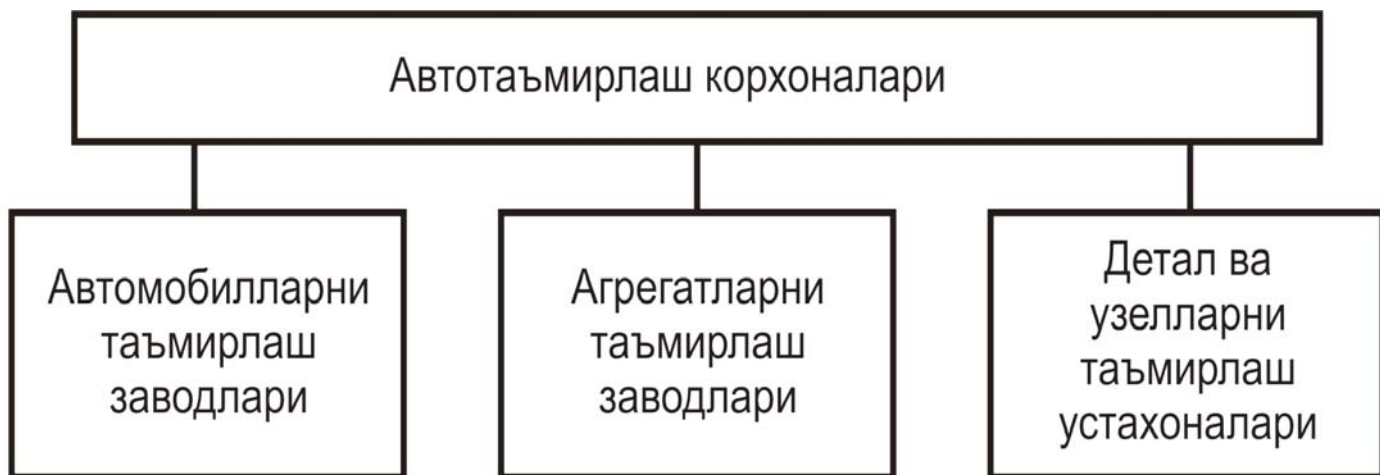 Автотаъмирлаш корхоналари
Автомобилларни
таъмирлаш
заводлари
Агрегатларни
таъмирлаш
заводлари
Детал ва
узелларни
таъмирлаш
устахоналари